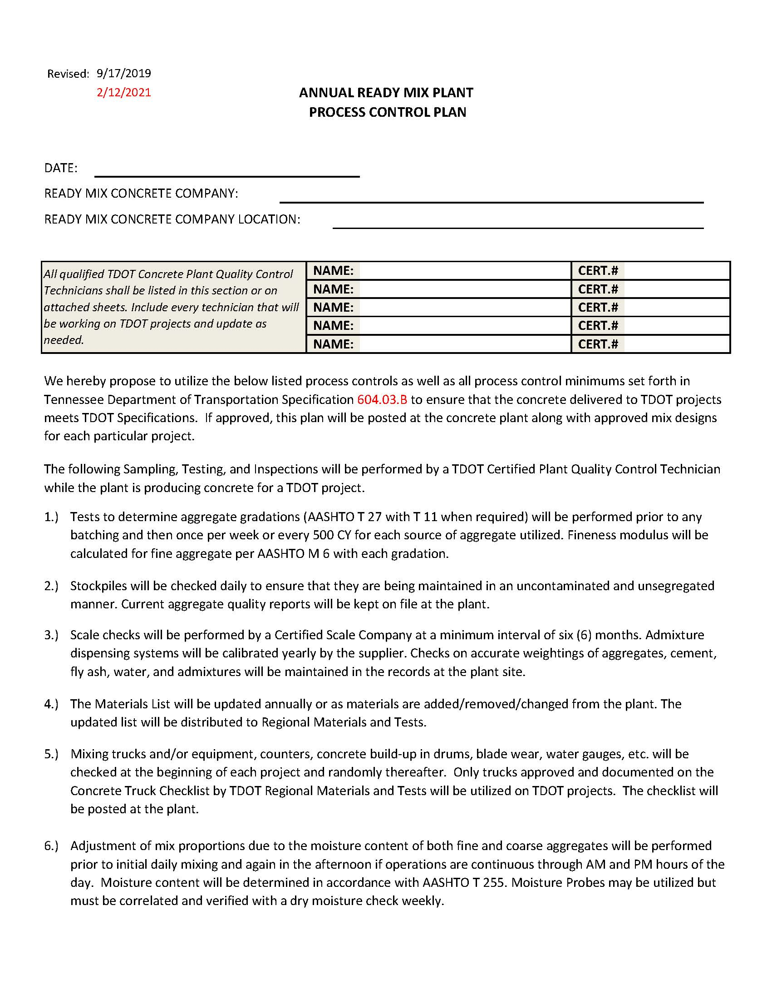 Revised: 9/17/2019
2/12/2021
ANNUAL READY MIX PLANT
PROCESS CONTROL PLAN
DATE:
READY MIX CONCRETE COMPANY:
READY MIX CONCRETE COMPANY LOCATION:
All qualified TDOT Concrete Plant Quality Control
Technicians shall be listed in this section or on
attached sheets. Include every technician that will
be working on TDOT projects and update as
needed.
NAME: CERT.#
NAME: CERT.#
NAME: CERT.#
NAME: CERT.#
NAME: CERT.#
We hereby propose to utilize the below listed process controls as well as all process control minimums set forth in
Tennessee Department of Transportation Specification 604.03.B to ensure that the concrete delivered to TDOT projects
meets TDOT Specifications.  If approved, this plan will be posted at the concrete plant along with approved mix designs
for each particular project.
The following Sampling, Testing, and Inspections will be performed by a TDOT Certified Plant Quality Control Technician
while the plant is producing concrete for a TDOT project.
1.) Tests to determine aggregate gradations (AASHTO T 27 with T 11 when required) will be performed prior to any
batching and then once per week or every 500 CY for each source of aggregate utilized. Fineness modulus will be
calculated for fine aggregate per AASHTO M 6 with each gradation.
2.) Stockpiles will be checked daily to ensure that they are being maintained in an uncontaminated and unsegregated
manner. Current aggregate quality reports will be kept on file at the plant.
3.) Scale checks will be performed by a Certified Scale Company at a minimum interval of six (6) months. Admixture
dispensing systems will be calibrated yearly by the supplier. Checks on accurate weightings of aggregates, cement,
fly ash, water, and admixtures will be maintained in the records at the plant site.
4.) The Materials List will be updated annually or as materials are added/removed/changed from the plant. The
updated list will be distributed to Regional Materials and Tests.
5.) Mixing trucks and/or equipment, counters, concrete build-up in drums, blade wear, water gauges, etc. will be
checked at the beginning of each project and randomly thereafter.  Only trucks approved and documented on the
Concrete Truck Checklist by TDOT Regional Materials and Tests will be utilized on TDOT projects.  The checklist will
be posted at the plant.
6.) Adjustment of mix proportions due to the moisture content of both fine and coarse aggregates will be performed
prior to initial daily mixing and again in the afternoon if operations are continuous through AM and PM hours of the
day.  Moisture content will be determined in accordance with AASHTO T 255. Moisture Probes may be utilized but
must be correlated and verified with a dry moisture check weekly.